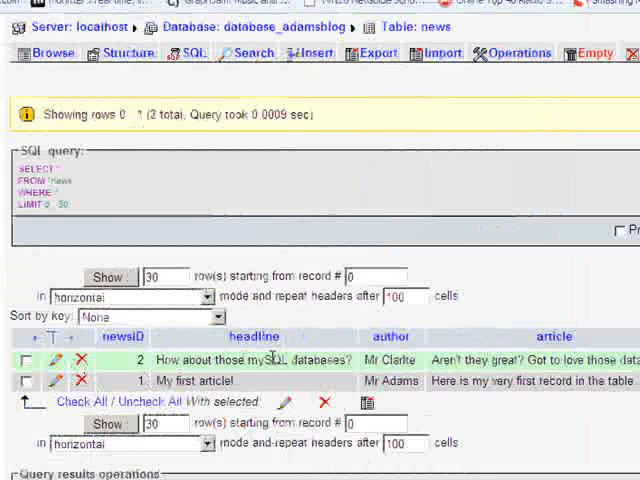 Server: localhost ▸ Database: database_adamsblog ▸ Table: news
Browse Structure SQL Search Insert Export Import Operations Empty
Showing rows 0 - 1 (2 total, Query took 0.0009 sec)
SQL query:
SELECT *
FROM `news`
WHERE 1
LIMIT 0 , 30
Show : 30 row(s) starting from record # 0
in horizontal mode and repeat headers after 100 cells
Sort by key: None
←T→ newsID headline author article
2 How about those mySQL databases? Mr Clarke Aren't they great? Got to love those data
1 My first article! Mr Adams Here is my very first record in the table
Check All / Uncheck All With selected:
Show : 30 row(s) starting from record # 0
in horizontal mode and repeat headers after 100 cells
Query results operations